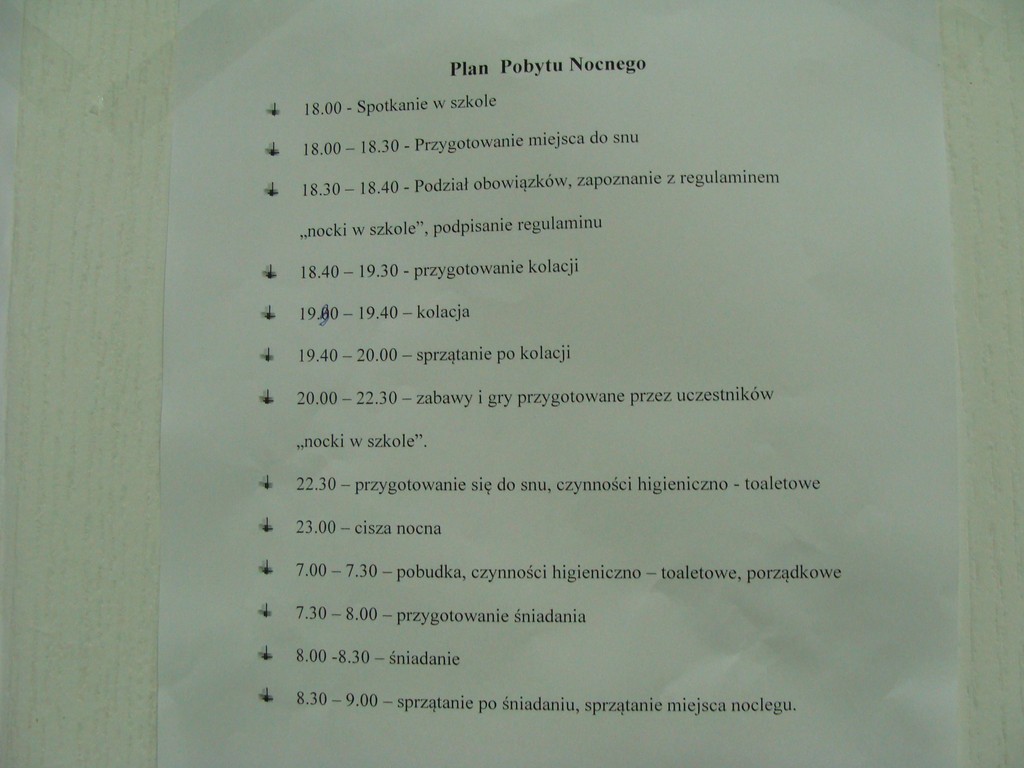 Plan Pobytu Nocnego
18.00 - Spotkanie w szkole
18.00 – 18.30 - Przygotowanie miejsca do snu
18.30 – 18.40 - Podział obowiązków, zapoznanie z regulaminem
„nocki w szkole”, podpisanie regulaminu
18.40 – 19.30 - przygotowanie kolacji
– 19.40 – kolacja
19.40 – 20.00 – sprzątanie po kolacji
20.00 – 22.30 – zabawy i gry przygotowane przez uczestników
„nocki w szkole”.
22.30 – przygotowanie się do snu, czynności higieniczno - toaletowe
23.00 – cisza nocna
7.00 – 7.30 – pobudka, czynności higieniczno – toaletowe, porządkowe
7.30 – 8.00 – przygotowanie śniadania
8.00 -8.30 – śniadanie
8.30 – 9.00 – sprzątanie po śniadaniu, sprzątanie miejsca noclegu.